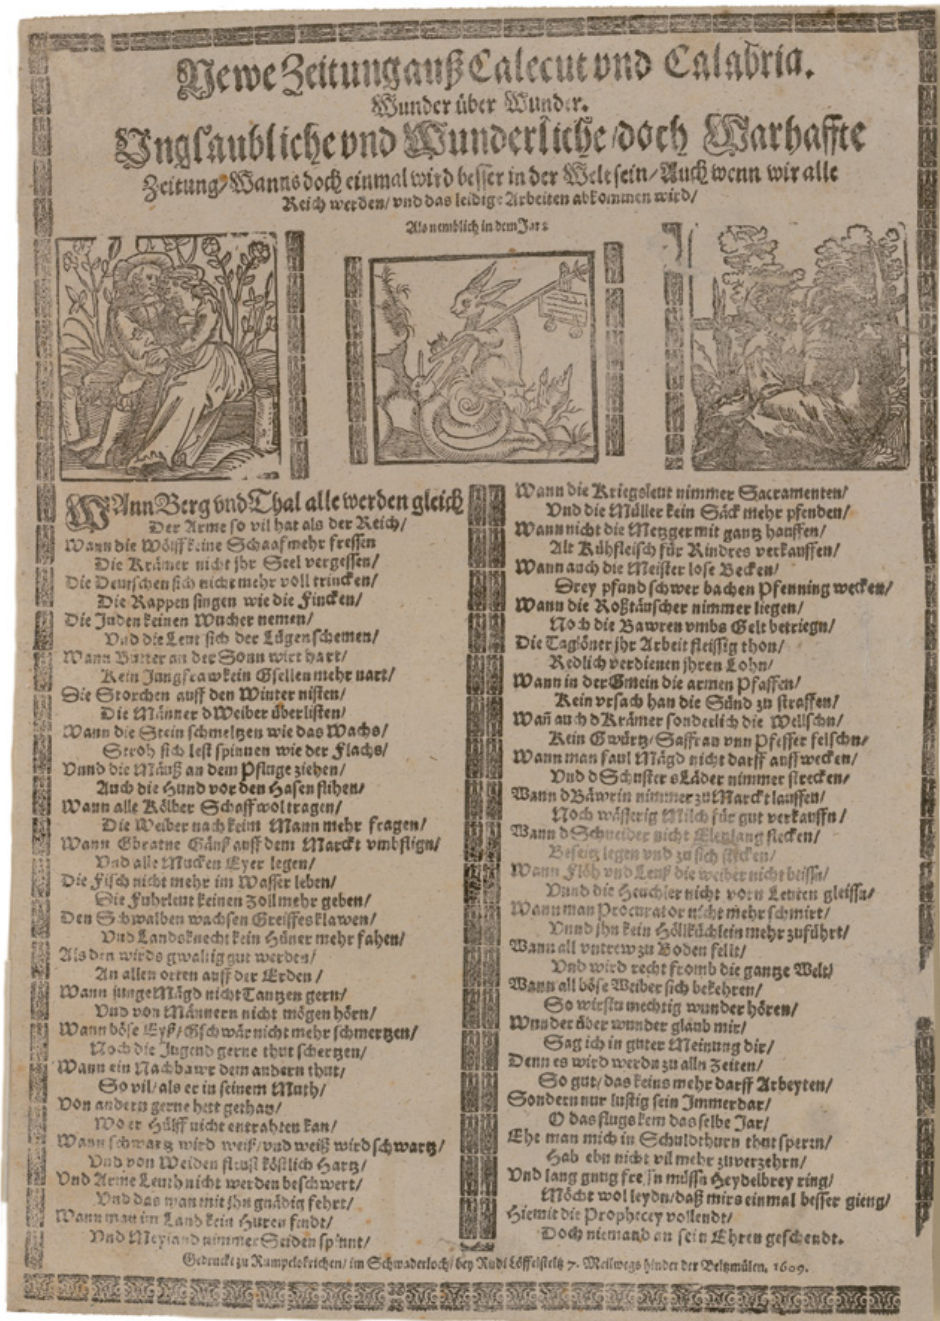 Newe Zeitung auß Calecut vnd Calabria.
Wunder über Wunder.
Vnglaubliche vnd Wunderliche / doch Warhaffte
Zeitung / Wanns doch einmal wird besser in der Welt sein / Auch wenn wir alle
Reich werden / vnd das leidige Arbeiten abkommen wird /
Als nemblich in dem Jar :
WAnn Berg vnd Thal alle werden gleich
Der Arme so vil hat als der Reich /
Wann die Wölff keine Schaaf mehr fressen
Die Krämer nicht jhr Seel vergessen /
Die Deutschen sich nicht mehr voll trincken /
Die Rappen singen wie die Fincken /
Die Juden keinen Wucher nemen /
Vnd die Leut sich der Lügen schemen /
Wann Butter an der Sonn wirt hart /
Kein Jungfraw kein Gsellen mehr nart /
Die Storchen auff den Winter nisten /
Die Männer d Weiber überlisten /
Wann die Stein schmeltzen wie das Wachs /
Stroh sich lest spinnen wie der Flachs /
Vnnd die Mäuß an dem Pfluge ziehen /
Auch die Hund vor den Hasen flihen /
Wann alle Kölber Schaff wol tragen /
Die Weiber nach keim Mann mehr fragen /
Wann Gbratne Gänß auff dem Marckt vmbflign /
Vnd alle Mucken Eyer legen /
Die Fisch nicht mehr im Wasser leben /
Die Fuhrleut keinen Zoll mehr geben /
Den Schwalben wachsen Greiffes klawen /
Vnd Landsknecht kein Hüner mehr fahen /
Als den wirds gwaltig gut werden /
An allen orten auff der Erden /
Wann junge Mägd nicht Tantzen gern /
Vnd von Männern nicht mögen hörn /
Wann böse Eyß / Gschwär nicht mehr schmertzen /
Noch die Jugend gerne thut schertzen /
Wann ein Nachbawr dem andern thut /
So vil / als er in seinem Muth /
Von andern gerne hett gethan /
Wo er Hülff nicht entrahten kan /
Wann schwartz wird weiß / vnd weiß wird schwartz /
Vnd von Weiden fleust köstlich Hartz /
Vnd Arme Leuth nicht werden beschwert /
Vnnd das man mit jhn gnädig fehrt /
Wann man im Land kein Huren findt /
Vnd Meyland nimmer Seiden spinnt /
Wann die Kriegsleut nimmer Sacramenten /
Vnd die Müller kein Säck mehr pfenden /
Wann nicht die Metzger mit gantz hauffen /
Alt Kühfleisch für Rindres verkauffen /
Wann auch die Meister lose Becken /
Drey pfund schwer bachen Pfenning wecken /
Wann die Roßtäuscher nimmer liegen /
Noch die Bawren vmbs Gelt betriegn /
Die Taglöner jhr Arbeit fleissig thon /
Redlich verdienen jhren Lohn /
Wann in der Gmein die armen Pfaffen /
Kein vrsach han die Sünd zu straffen /
Wañ auch d Krämer sonderlich die Wellschn /
Kein Gwürtz / Saffran vnn Pfeffer felschn /
Wann man faul Mägd nicht darff auff wecken /
Vnd d Schuster s Läder nimmer strecken /
Wann d Bäwrin nimmer zu Marckt lauffen /
Noch wässerig Milch für gut verkauffn /
Wann d Schneider nicht Elenlang flecken /
Beseitz legen vnd zu sich stecken /
Wann Flöh vnd Leuß die weiber nicht beissn /
Vnnd die Heuchler nicht vorn Leuten gleissn /
Wann man Procurator nicht mehr schmirt /
Vnnd jhn kein Höllküchlein mehr zuführt /
Wann all vntrew zu Boden fellt /
Vnd wird recht fromb die gantze Welt /
Wann all böse Weiber sich bekehren /
So wirstu mechtig wunder hören /
Wunder über wunder glaub mir /
Sag ich in guter Meinung dir /
Denn es wird werdn zu alln Zeiten /
So gut / das keins mehr darff Arbeyten /
Sondern nur lustig sein Immerdar /
O das flugs kem das selbe Jar /
Ehe man mich in Schuldthurn thut sperrn /
Hab ehn nicht vil mehr zuverzehrn /
Vnd lang gnug müssn Heydelbrey ring /
Möcht wol leydn / daß mirs einmal besser gieng /
Hiemit die Prophecey vollendt /
Doch niemand an sein Ehren geschendt.
Gedruckt zu Rumpelskirchen / im Schwaderloch / bey Rudi Löffelstiltz 7. Meilwegs hinder der Beltzmülen, 1609.